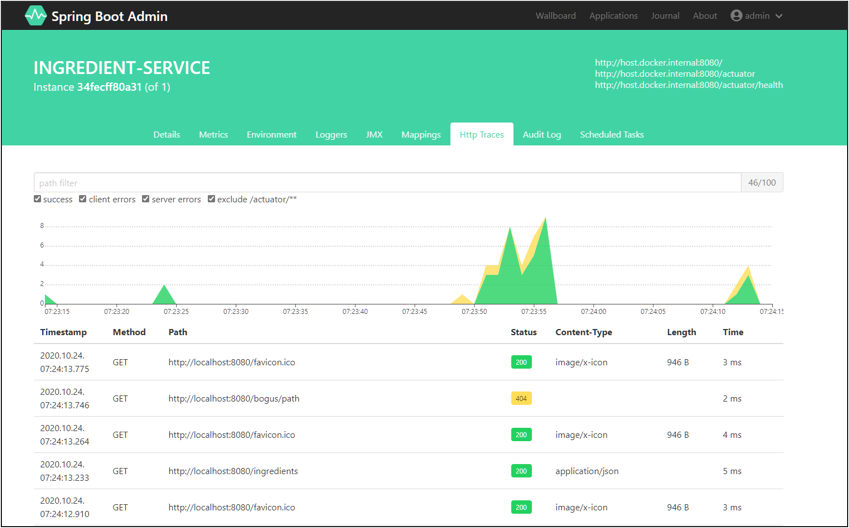 Spring Boot Admin
Wallboard Applications Journal About admin
INGREDIENT-SERVICE
Instance 34fecff80a31 (of 1)
http://host.docker.internal:8080/
http://host.docker.internal:8080/actuator
http://host.docker.internal:8080/actuator/health
Details Metrics Environment Loggers JMX Mappings Http Traces Audit Log Scheduled Tasks
path filter 46/100
success client errors server errors exclude /actuator/**
8
6
4
2
0
07:23:15 07:23:20 07:23:25 07:23:30 07:23:35 07:23:40 07:23:45 07:23:50 07:23:55 07:24:00 07:24:05 07:24:10 07:24:15
Timestamp Method Path Status Content-Type Length Time
2020.10.24.
07:24:13.775 GET http://localhost:8080/favicon.ico 200 image/x-icon 946 B 3 ms
2020.10.24.
07:24:13.746 GET http://localhost:8080/bogus/path 404 2 ms
2020.10.24.
07:24:13.264 GET http://localhost:8080/favicon.ico 200 image/x-icon 946 B 4 ms
2020.10.24.
07:24:13.233 GET http://localhost:8080/ingredients 200 application/json 5 ms
2020.10.24.
07:24:12.910 GET http://localhost:8080/favicon.ico 200 image/x-icon 946 B 3 ms